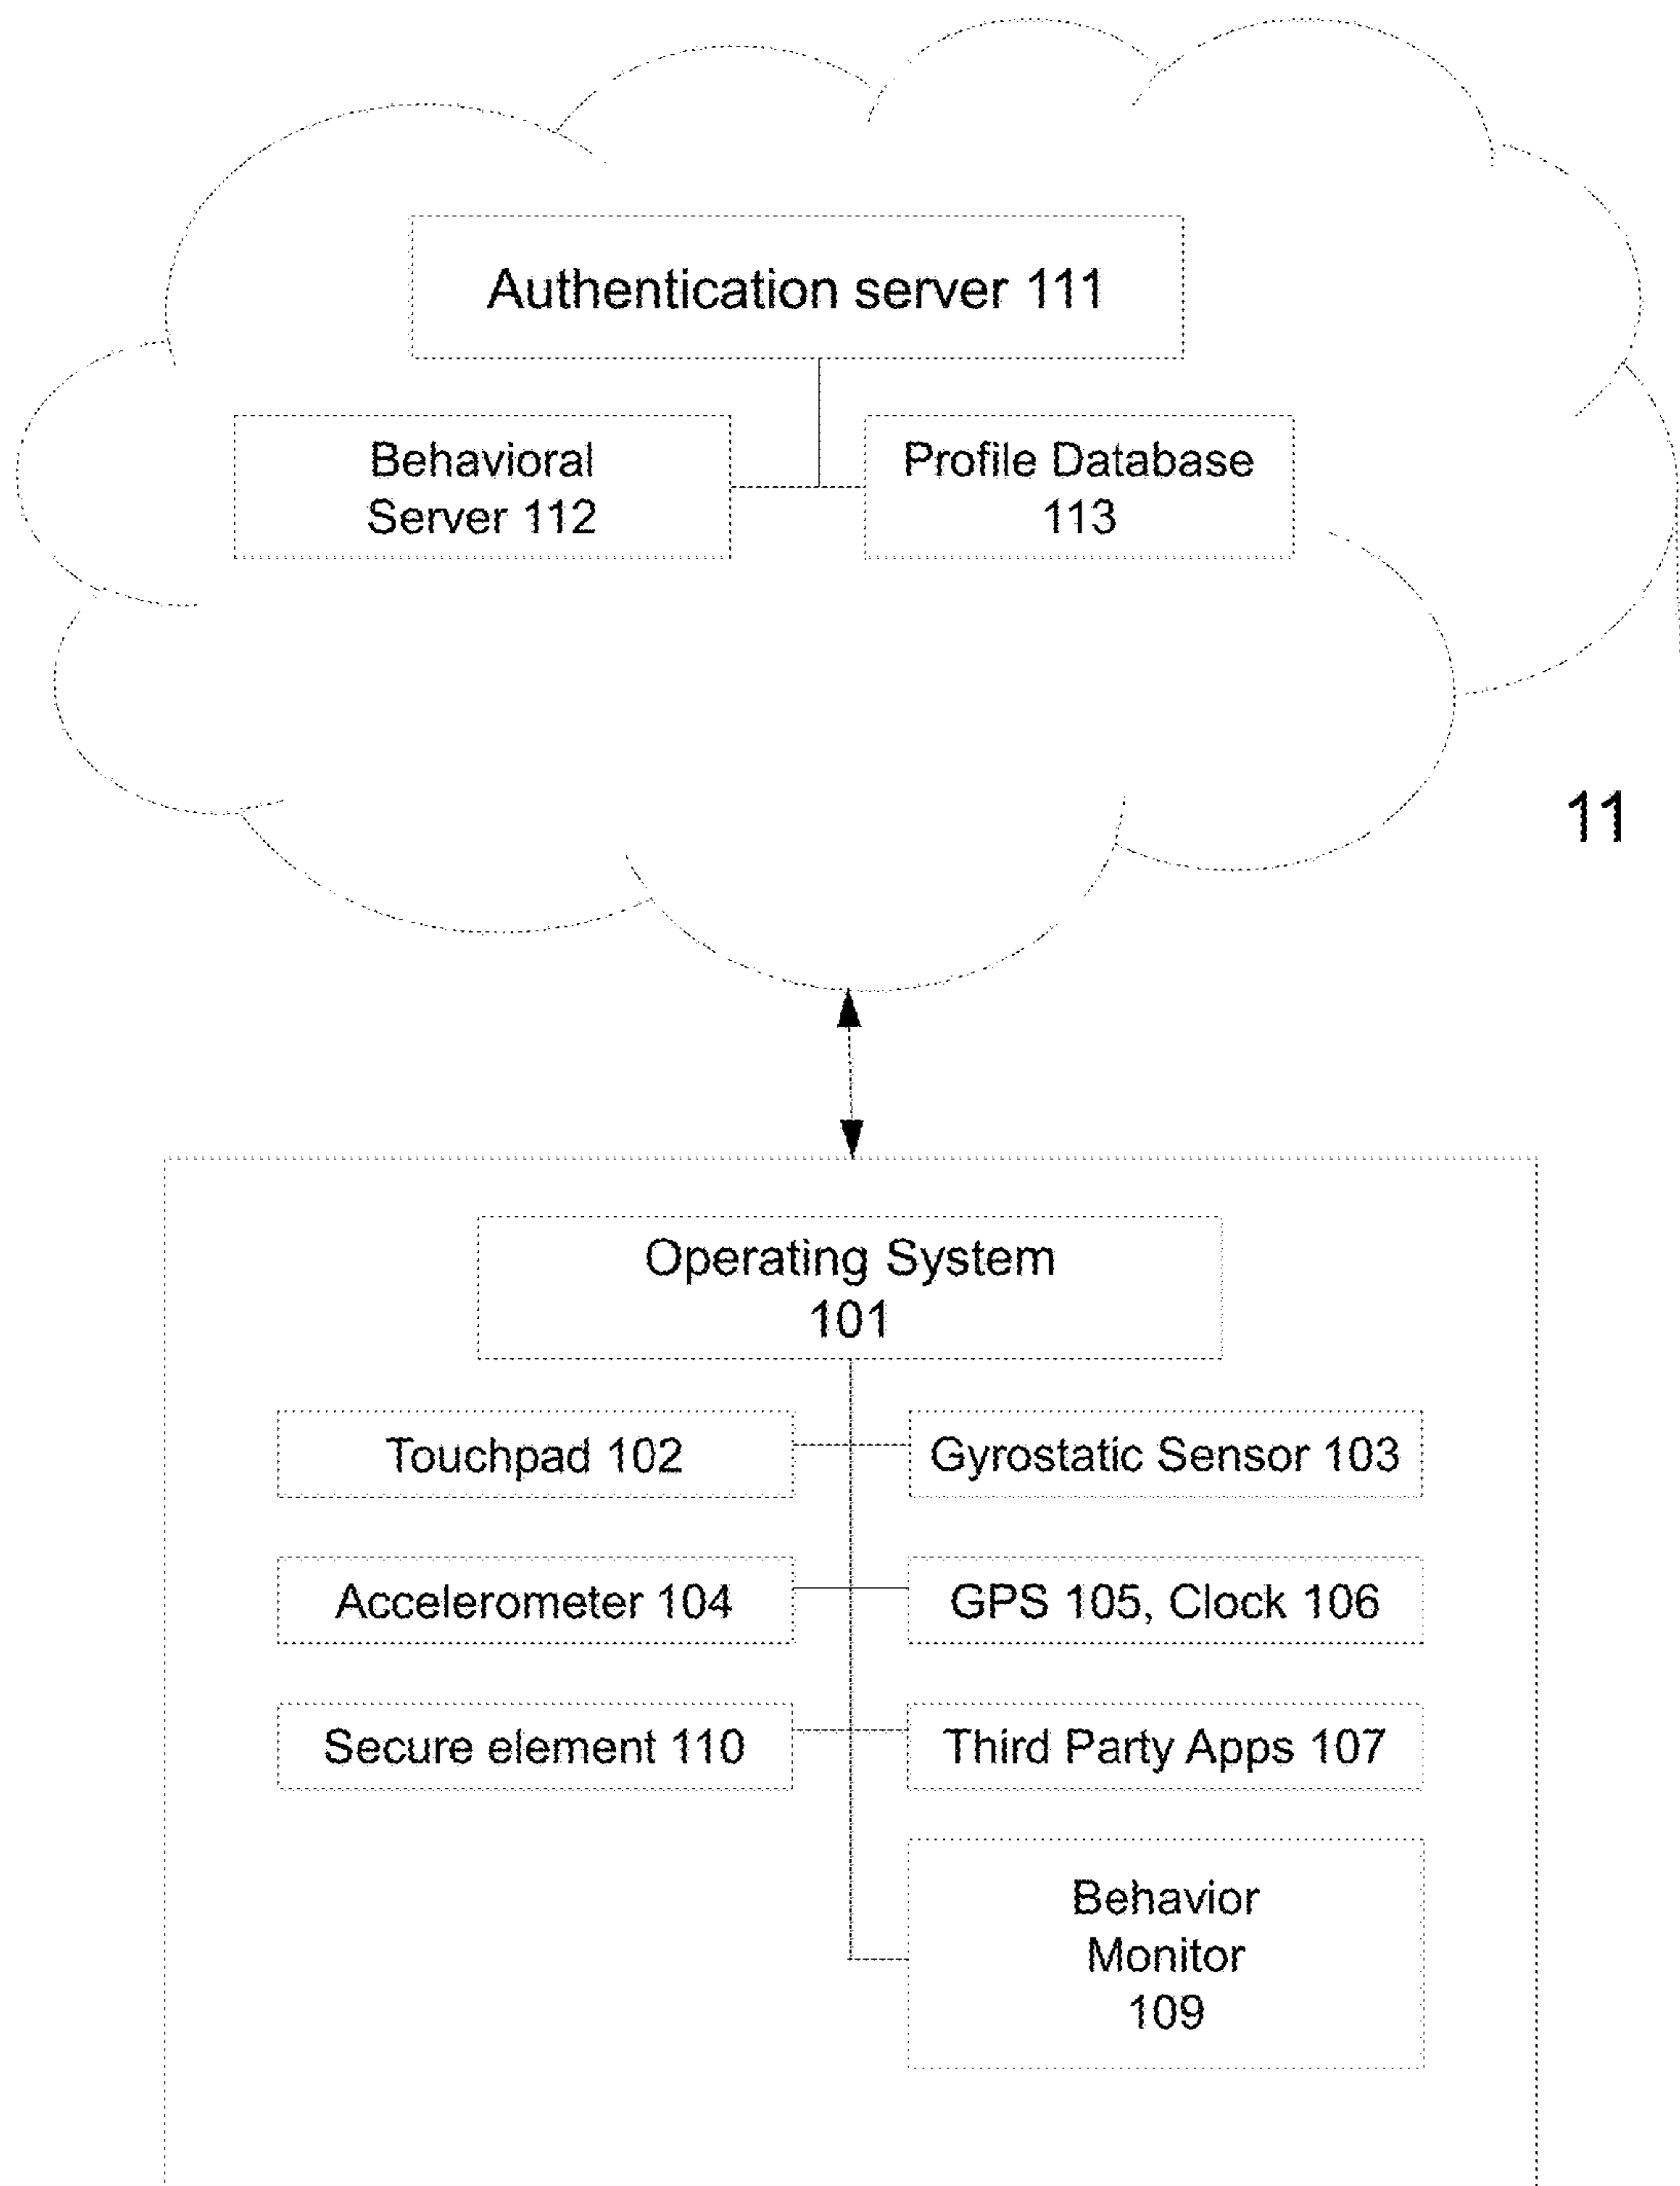 Authentication server 111
Behavioral
Server 112
Profile Database
113
11
Operating System
101
Touchpad 102
Gyrostatic Sensor 103
Accelerometer 104
GPS 105, Clock 106
Secure element 110
Third Party Apps 107
Behavior
Monitor
109